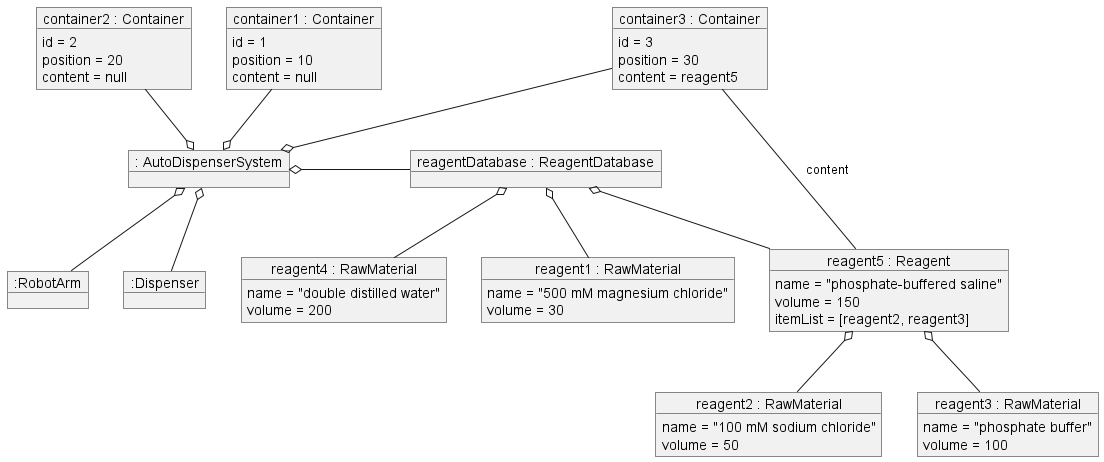 container2 : Container
id = 2
position = 20
content = null
container1 : Container
id = 1
position = 10
content = null
container3 : Container
id = 3
position = 30
content = reagent5
: AutoDispenserSystem
reagentDatabase : ReagentDatabase
content
:RobotArm
:Dispenser
reagent4 : RawMaterial
name = "double distilled water"
volume = 200
reagent1 : RawMaterial
name = "500 mM magnesium chloride"
volume = 30
reagent5 : Reagent
name = "phosphate-buffered saline"
volume = 150
itemList = [reagent2, reagent3]
reagent2 : RawMaterial
name = "100 mM sodium chloride"
volume = 50
reagent3 : RawMaterial
name = "phosphate buffer"
volume = 100